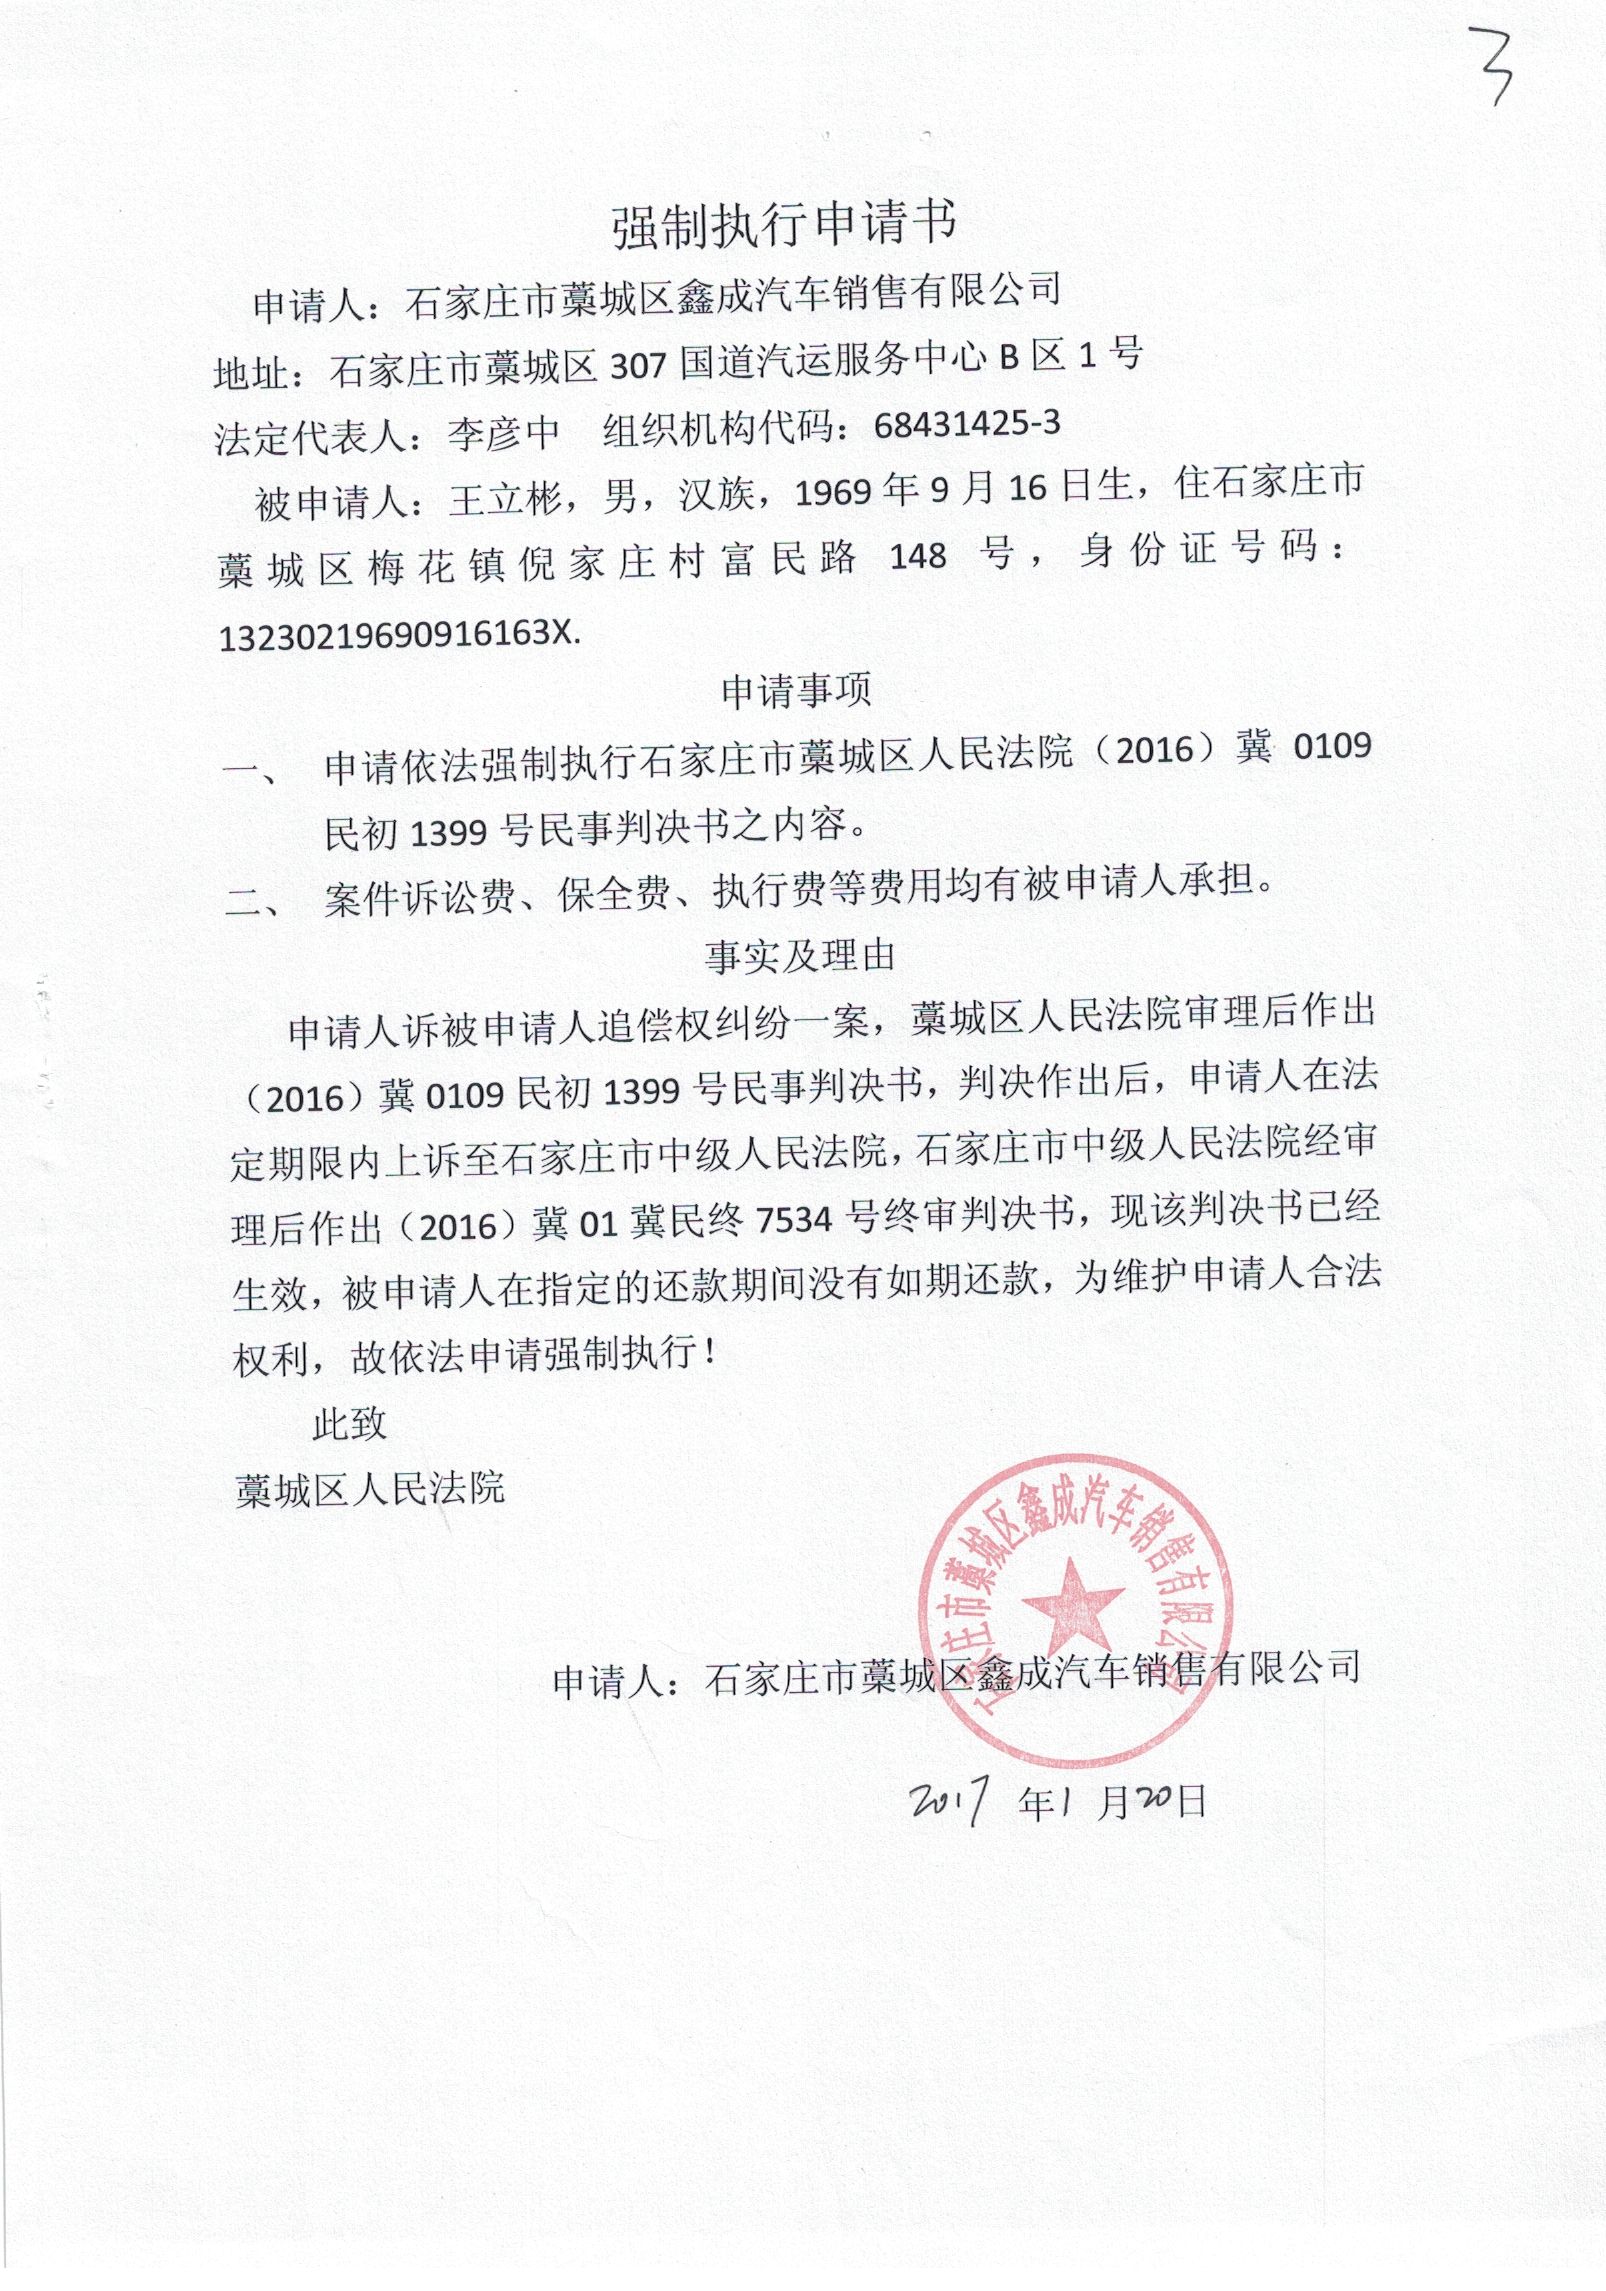 3
强制执行申请书
申请人：石家庄市藁城区鑫成汽车销售有限公司
地址：石家庄市藁城区 307 国道汽运服务中心 B 区 1 号
法定代表人：李彦中 组织机构代码：68431425-3
被申请人：王立彬，男，汉族，1969 年 9 月 16 日生，住石家庄市
藁城区梅花镇倪家庄村富民路 148 号，身份证号码：
13230219690916163X.
申请事项
一、 申请依法强制执行石家庄市藁城区人民法院（2016）冀 0109
民初 1399 号民事判决书之内容。
二、 案件诉讼费、保全费、执行费等费用均有被申请人承担。
事实及理由
申请人诉被申请人追偿权纠纷一案，藁城区人民法院审理后作出
（2016）冀 0109 民初 1399 号民事判决书，判决作出后，申请人在法
定期限内上诉至石家庄市中级人民法院，石家庄市中级人民法院经审
理后作出（2016）冀 01 冀民终 7534 号终审判决书，现该判决书已经
生效，被申请人在指定的还款期间没有如期还款，为维护申请人合法
权利，故依法申请强制执行！
此致
藁城区人民法院
石家庄市藁城区鑫成汽车销售有限公司
申请人：石家庄市藁城区鑫成汽车销售有限公司
2017 年 1 月 20 日